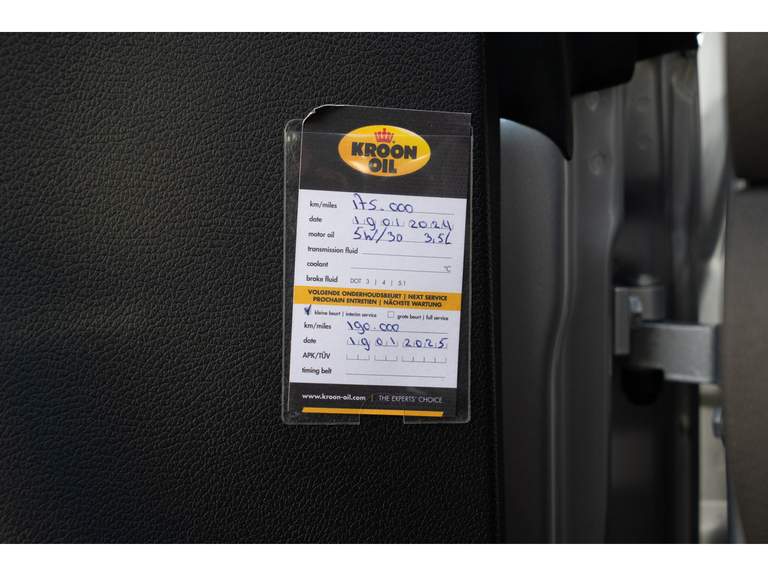 KROON
OIL
km/miles 175.000
date 19 01 2024
motor oil 5W/30 3.5L
transmission fluid
coolant °C
brake fluid DOT 3 | 4 | 5.1
VOLGENDE ONDERHOUDSBEURT | NEXT SERVICE
PROCHAIN ENTRETIEN | NÄCHSTE WARTUNG
kleine beurt | interim service grote beurt | full service
km/miles 190.000
date 19 01 2025
APK/TÜV
timing belt
www.kroon-oil.com | THE EXPERTS' CHOICE